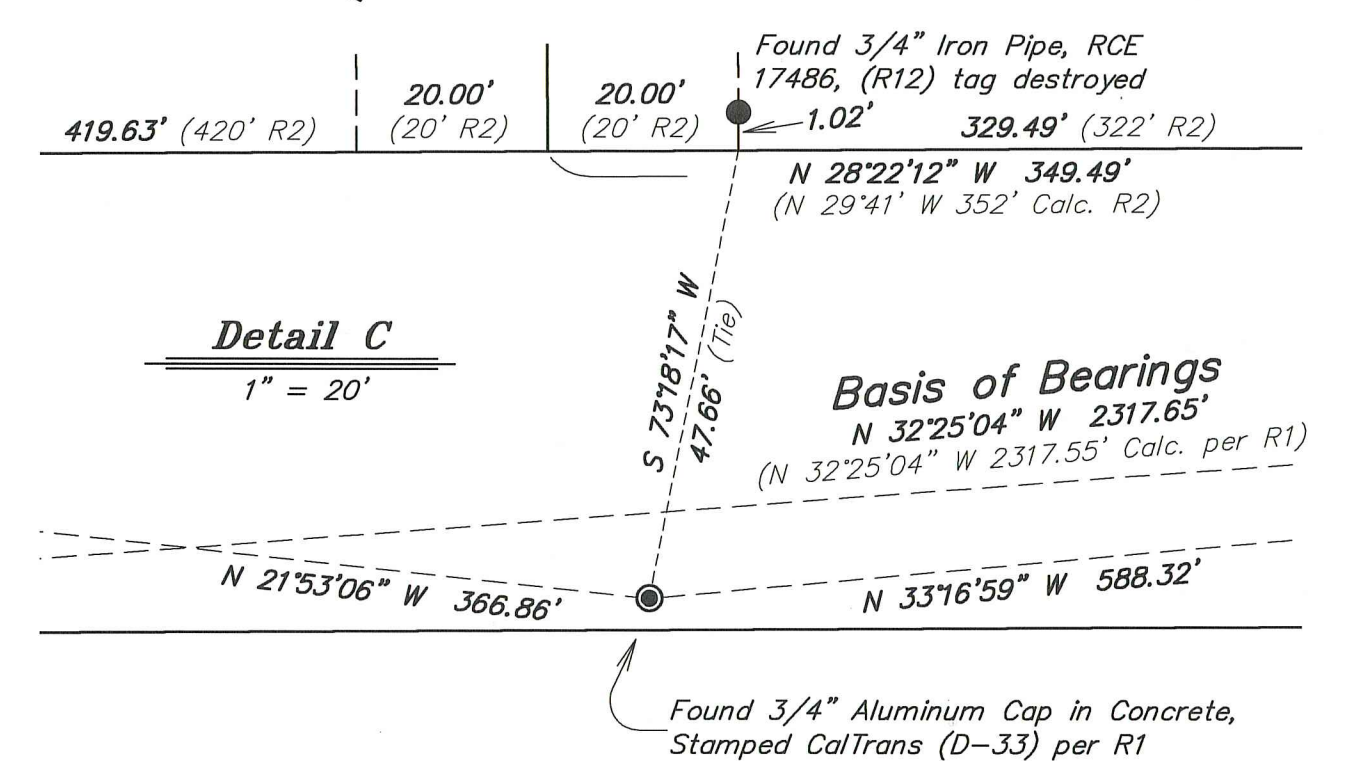 Found 3/4" Iron Pipe, RCE
17486, (R12) tag destroyed
419.63' (420' R2)
20.00'
(20' R2)
20.00'
(20' R2)
1.02'
329.49' (322' R2)
N 28°22'12" W 349.49'
(N 29°41' W 352' Calc. R2)
S 73°18'17" W
47.66' (Tie)
Detail C
1" = 20'
Basis of Bearings
N 32°25'04" W 2317.65'
(N 32°25'04" W 2317.55' Calc. per R1)
N 21°53'06" W 366.86'
N 33°16'59" W 588.32'
Found 3/4" Aluminum Cap in Concrete,
Stamped CalTrans (D-33) per R1